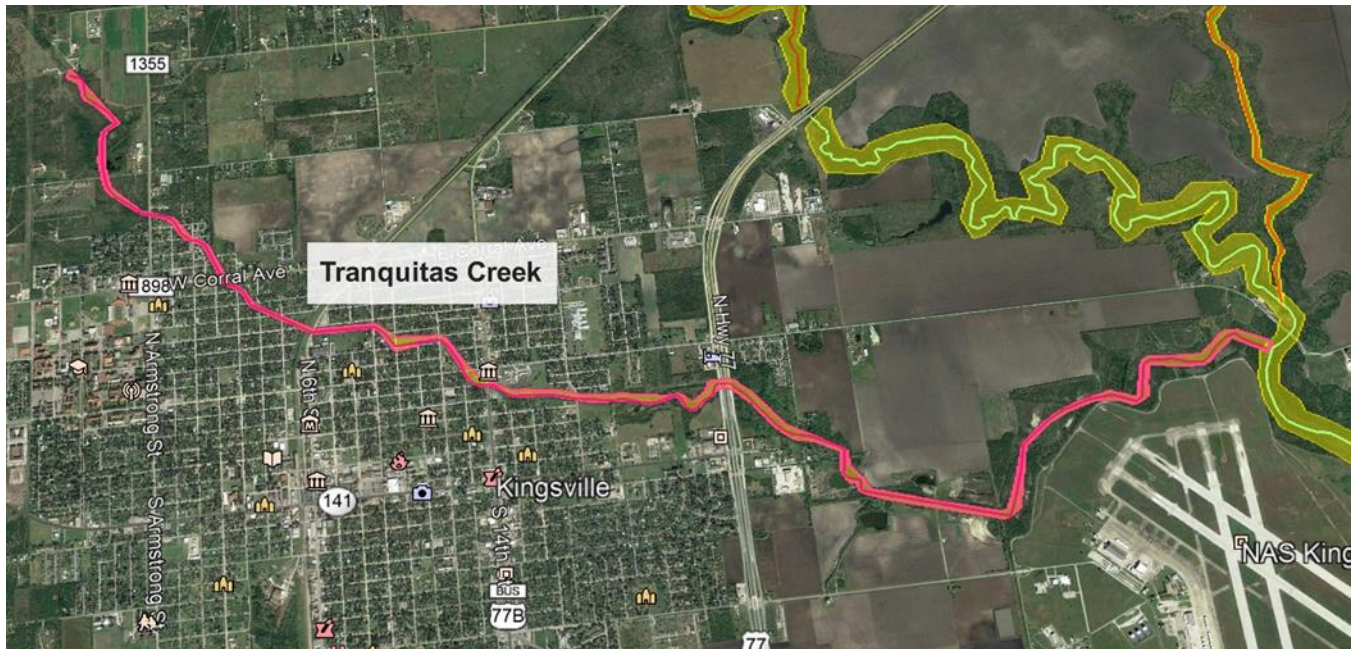 1355
E Corral Ave
Tranquitas Creek
898
W Corral Ave
N Armstrong St
N 6th St
N Hwy 77
Kingsville
141
S Armstrong St
S 14th
NAS King
BUS
77B
77